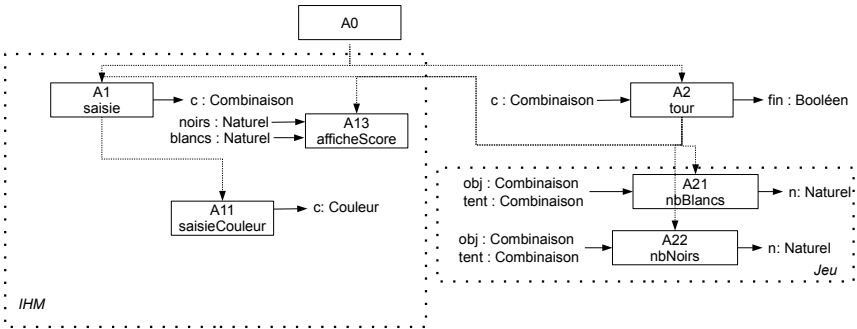 A0
A1
saisie
c : Combinaison
noirs : Naturel
blancs : Naturel
A13
afficheScore
c : Combinaison
A2
tour
fin : Booléen
A11
saisieCouleur
c: Couleur
obj : Combinaison
tent : Combinaison
A21
nbBlancs
n: Naturel
obj : Combinaison
tent : Combinaison
A22
nbNoirs
n: Naturel
Jeu
IHM